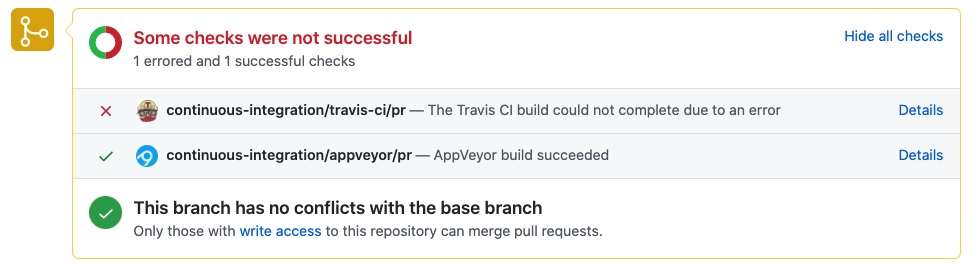 Some checks were not successful
Hide all checks
1 errored and 1 successful checks
continuous-integration/travis-ci/pr — The Travis CI build could not complete due to an error
Details
continuous-integration/appveyor/pr — AppVeyor build succeeded
Details
This branch has no conflicts with the base branch
Only those with write access to this repository can merge pull requests.